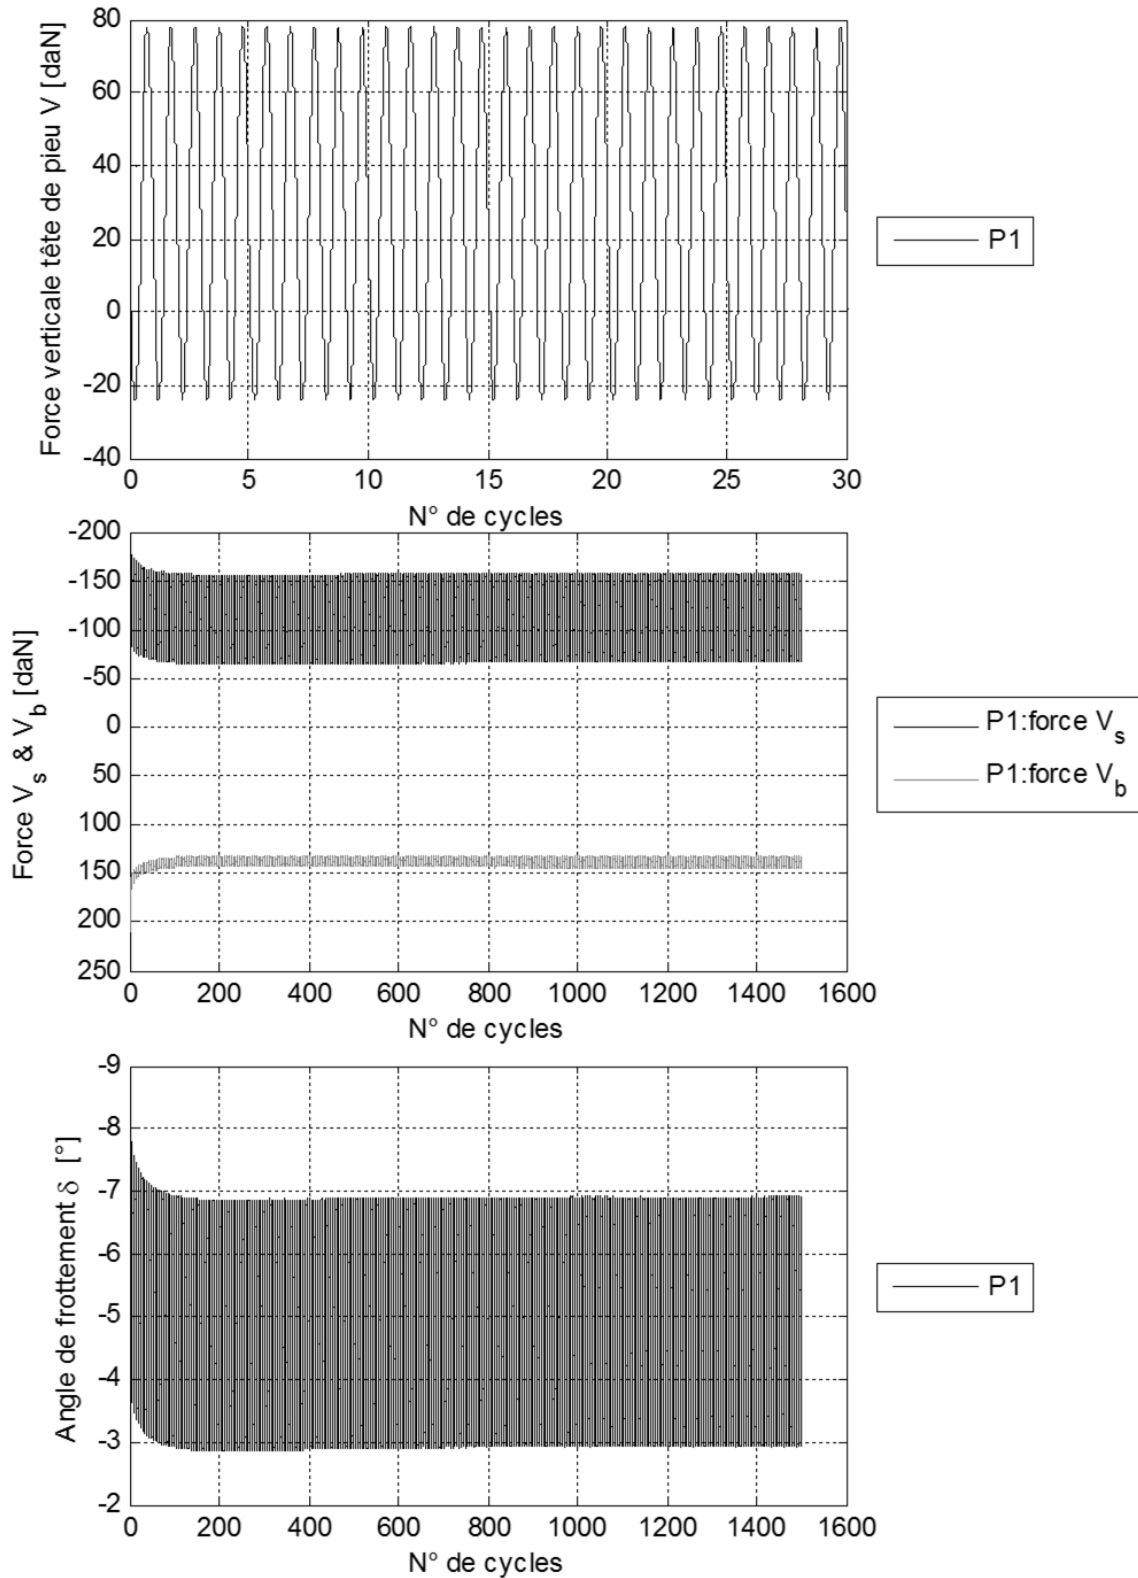 Force verticale tête de pieu V [daN]
80
60
40
20
0
-20
-40
0 5 10 15 20 25 30
N° de cycles
P1
Force V_s & V_b [daN]
-200
-150
-100
-50
0
50
100
150
200
250
0 200 400 600 800 1000 1200 1400 1600
N° de cycles
P1:force V_s
P1:force V_b
Angle de frottement δ [°]
-9
-8
-7
-6
-5
-4
-3
-2
0 200 400 600 800 1000 1200 1400 1600
N° de cycles
P1